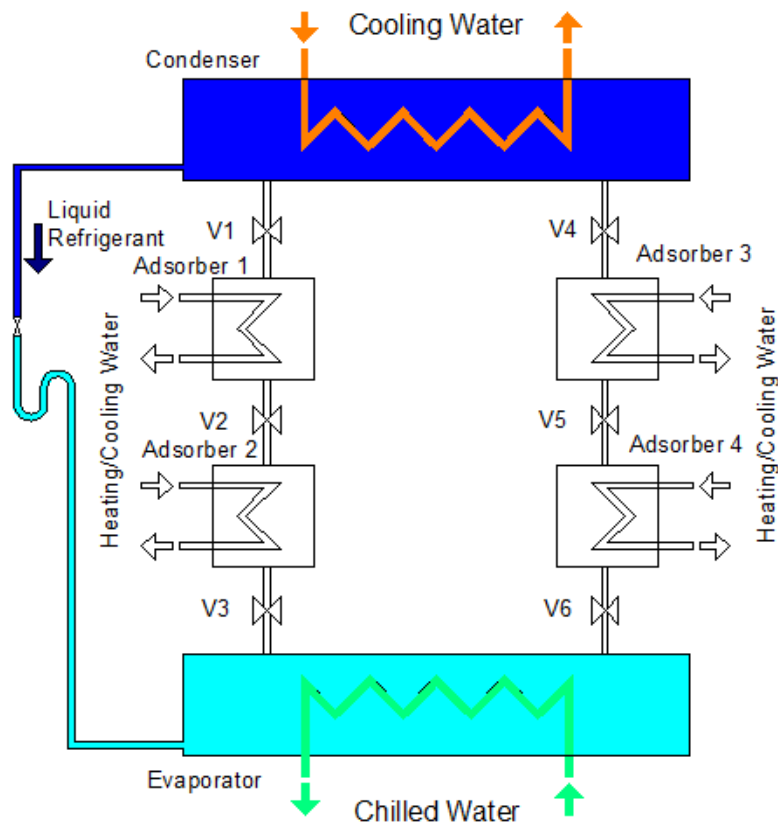 Cooling Water
Condenser
Liquid
Refrigerant
V1
V4
Adsorber 1
Adsorber 3
Heating/Cooling Water
Heating/Cooling Water
V2
V5
Adsorber 2
Adsorber 4
V3
V6
Evaporator
Chilled Water